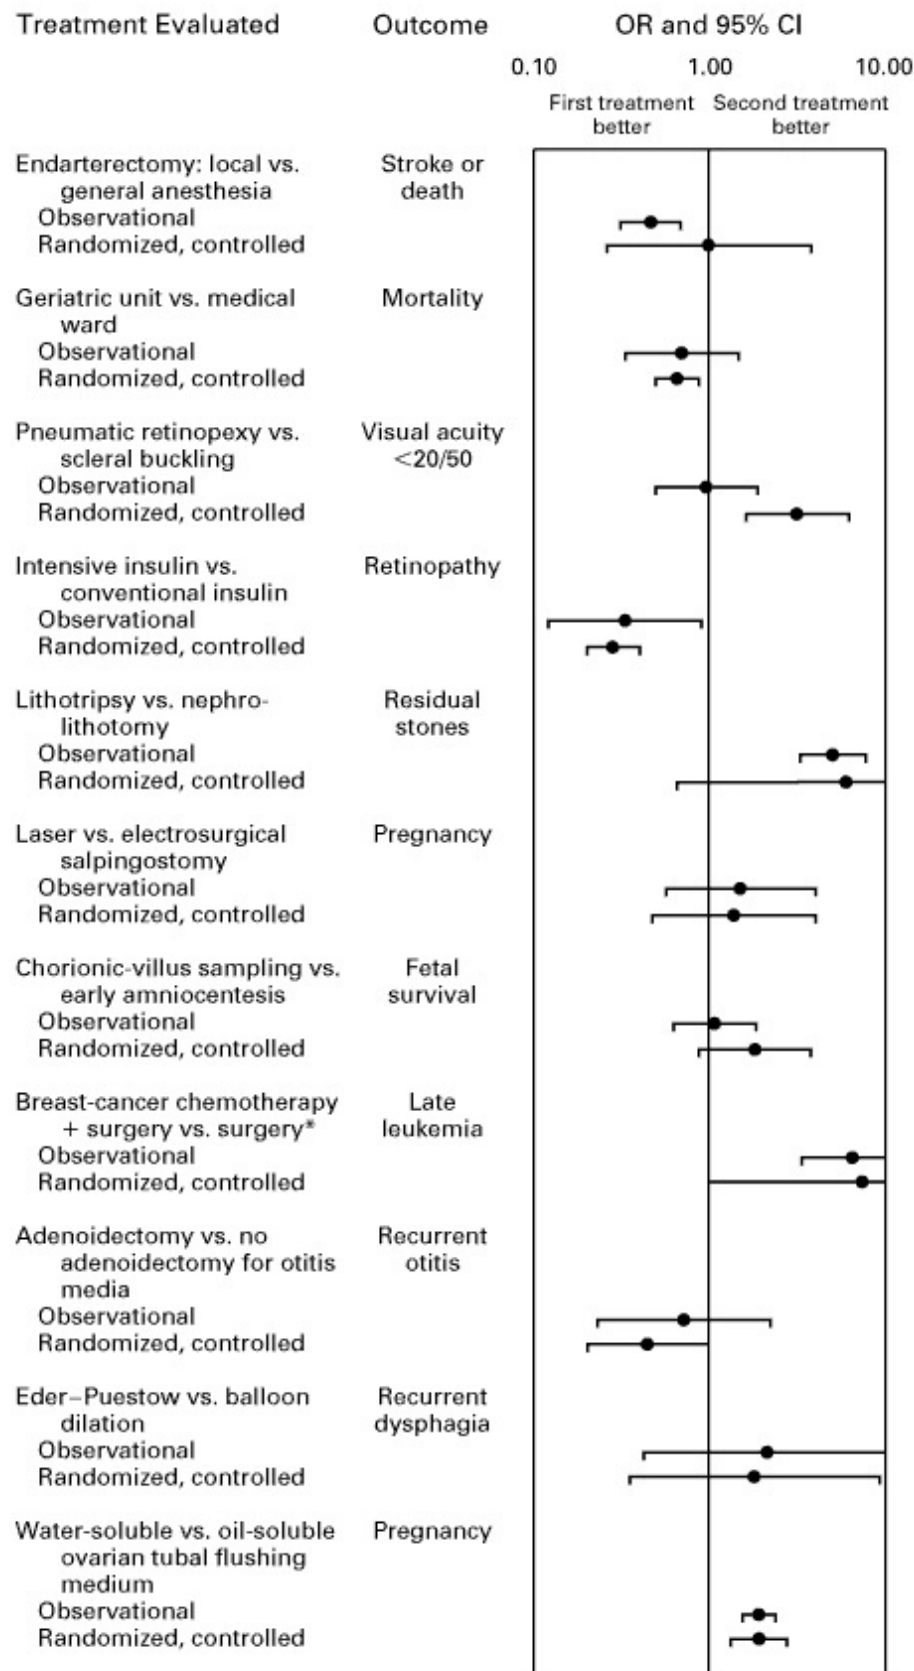 Treatment Evaluated Outcome OR and 95% CI
0.10 1.00 10.00
First treatment better Second treatment better
Endarterectomy: local vs. Stroke or
general anesthesia death
Observational
Randomized, controlled
Geriatric unit vs. medical Mortality
ward
Observational
Randomized, controlled
Pneumatic retinopexy vs. Visual acuity
scleral buckling <20/50
Observational
Randomized, controlled
Intensive insulin vs. Retinopathy
conventional insulin
Observational
Randomized, controlled
Lithotripsy vs. nephro- Residual
lithotomy stones
Observational
Randomized, controlled
Laser vs. electrosurgical Pregnancy
salpingostomy
Observational
Randomized, controlled
Chorionic-villus sampling vs. Fetal
early amniocentesis survival
Observational
Randomized, controlled
Breast-cancer chemotherapy Late
+ surgery vs. surgery* leukemia
Observational
Randomized, controlled
Adenoidectomy vs. no Recurrent
adenoidectomy for otitis otitis
media
Observational
Randomized, controlled
Eder–Puestow vs. balloon Recurrent
dilation dysphagia
Observational
Randomized, controlled
Water-soluble vs. oil-soluble Pregnancy
ovarian tubal flushing
medium
Observational
Randomized, controlled